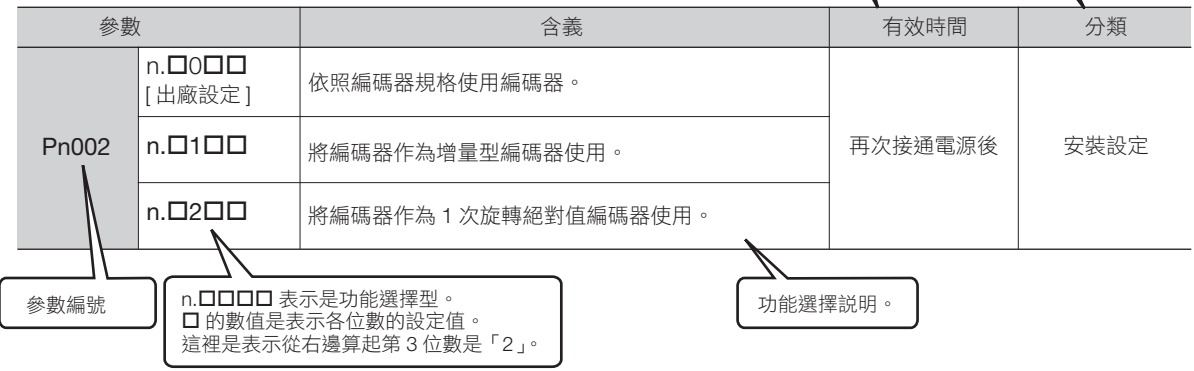 參數 含義 有效時間 分類
Pn002
n.□0□□
[ 出廠設定 ]
依照編碼器規格使用編碼器。
n.□1□□
將編碼器作為增量型編碼器使用。
n.□2□□
將編碼器作為 1 次旋轉絕對值編碼器使用。
再次接通電源後
安裝設定
參數編號
n.□□□□ 表示是功能選擇型。
□ 的數值是表示各位數的設定值。
這裡是表示從右邊算起第 3 位數是「2」。
功能選擇説明。